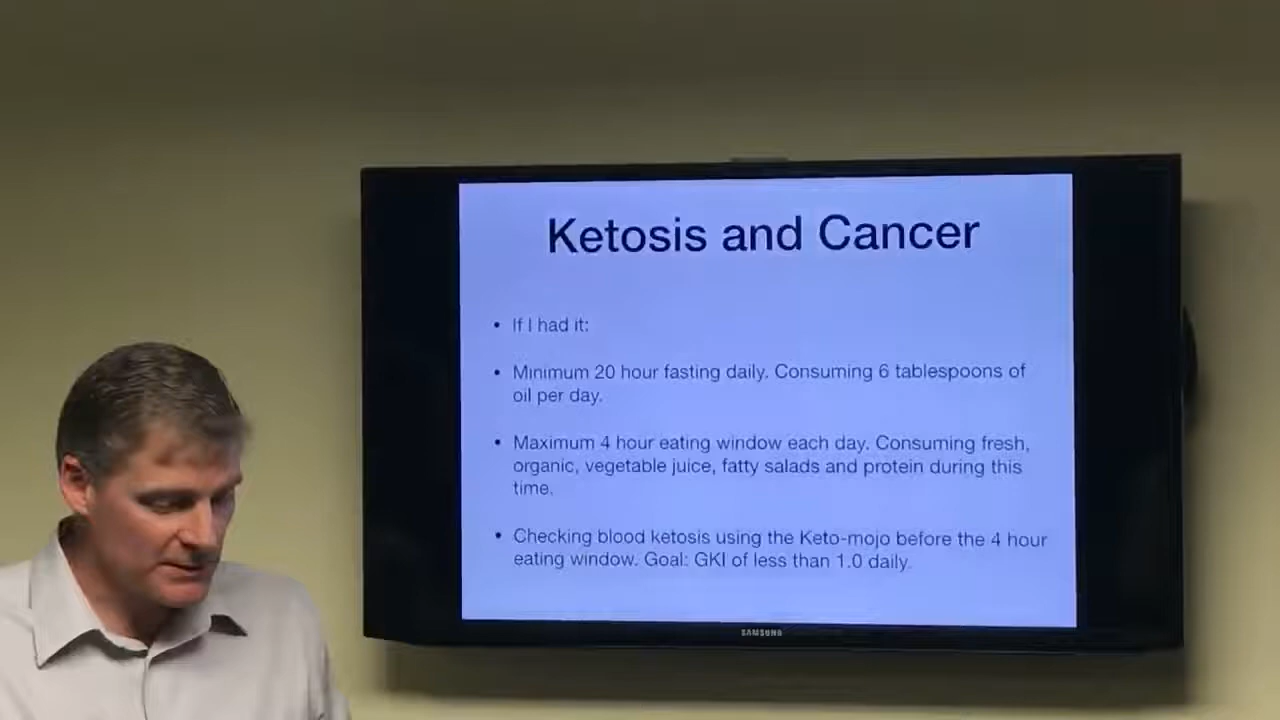 Ketosis and Cancer
• If I had it:
• Minimum 20 hour fasting daily. Consuming 6 tablespoons of
oil per day.
• Maximum 4 hour eating window each day. Consuming fresh,
organic, vegetable juice, fatty salads and protein during this
time.
• Checking blood ketosis using the Keto-mojo before the 4 hour
eating window. Goal: GKI of less than 1.0 daily.
SAMSUNG